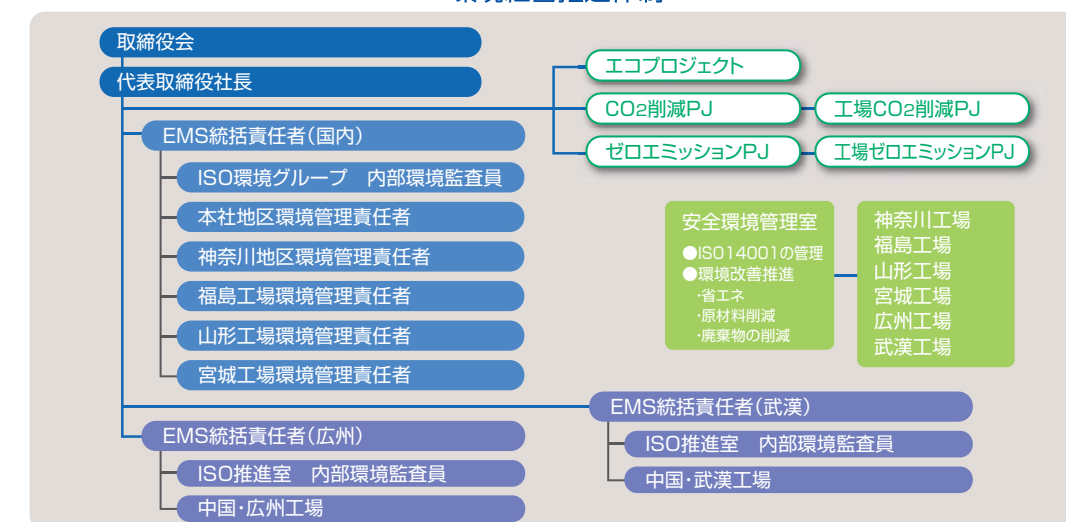 取締役会
代表取締役社長
エコプロジェクト
CO2削減PJ
工場CO2削減PJ
ゼロエミッションPJ
工場ゼロエミッションPJ
EMS統括責任者(国内)
ISO環境グループ 内部環境監査員
本社地区環境管理責任者
神奈川地区環境管理責任者
福島工場環境管理責任者
山形工場環境管理責任者
宮城工場環境管理責任者
安全環境管理室
●ISO14001の管理
●環境改善推進
・省エネ
・原材料削減
・廃棄物の削減
神奈川工場
福島工場
山形工場
宮城工場
広州工場
武漢工場
EMS統括責任者(武漢)
ISO推進室 内部環境監査員
中国・武漢工場
EMS統括責任者(広州)
ISO推進室 内部環境監査員
中国・広州工場